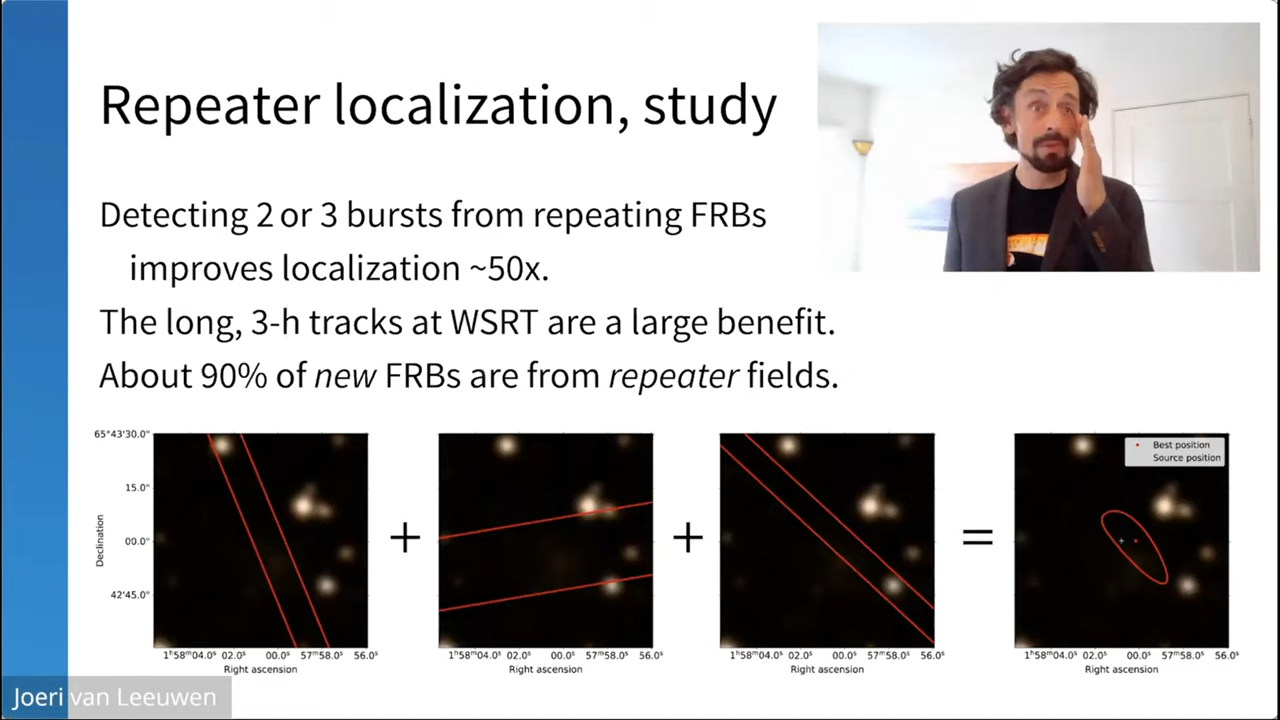 Repeater localization, study
Detecting 2 or 3 bursts from repeating FRBs
improves localization ~50x.
The long, 3-h tracks at WSRT are a large benefit.
About 90% of new FRBs are from repeater fields.
65°43'30.0"
15.0"
00.0"
42'45.0"
Declination
1ʰ58ᵐ04.0ˢ 02.0ˢ 00.0ˢ 57ᵐ58.0ˢ 56.0ˢ
Right ascension
+
1ʰ58ᵐ04.0ˢ 02.0ˢ 00.0ˢ 57ᵐ58.0ˢ 56.0ˢ
Right ascension
+
1ʰ58ᵐ04.0ˢ 02.0ˢ 00.0ˢ 57ᵐ58.0ˢ 56.0ˢ
Right ascension
=
Best position
Source position
1ʰ58ᵐ04.0ˢ 02.0ˢ 00.0ˢ 57ᵐ58.0ˢ 56.0ˢ
Right ascension
Joeri van Leeuwen